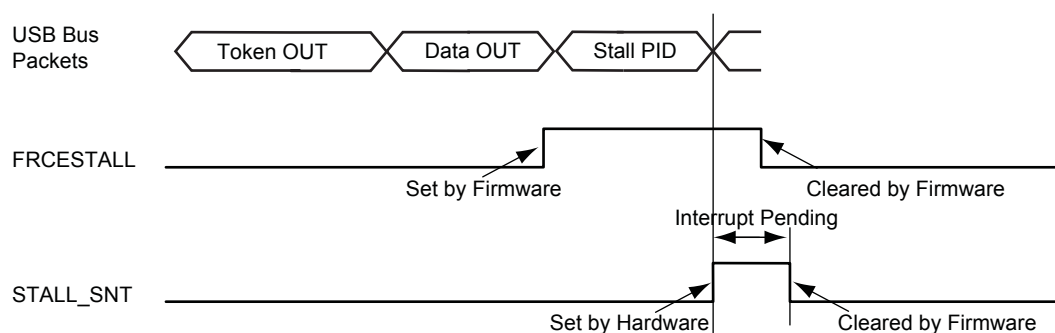 USB Bus
Packets
Token OUT
Data OUT
Stall PID
FRCESTALL
Set by Firmware
Cleared by Firmware
Interrupt Pending
STALL_SNT
Set by Hardware
Cleared by Firmware